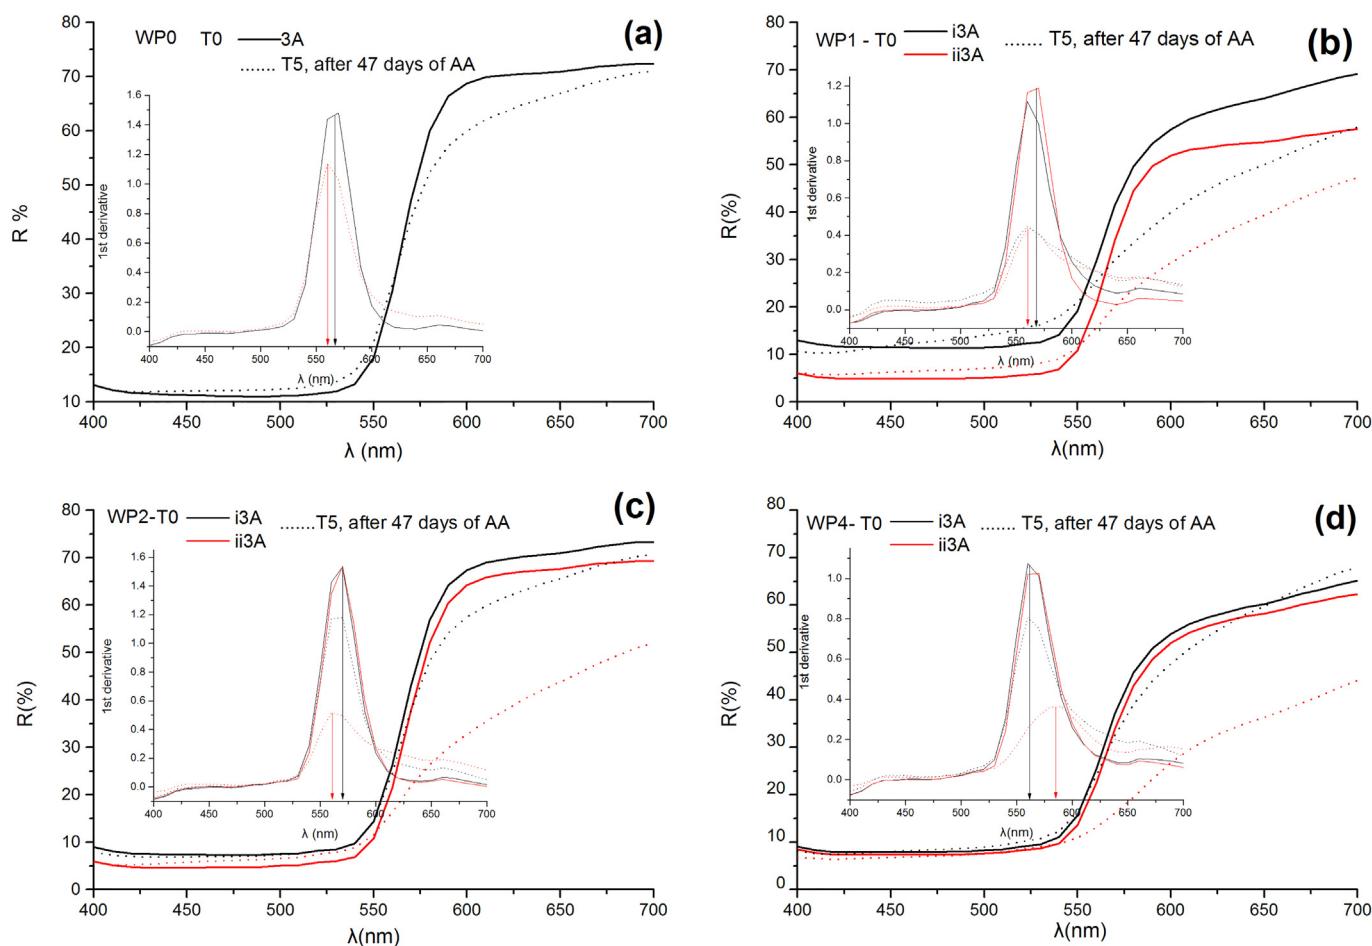 (a)
WP0 T0 3A
T5, after 47 days of AA
R %
80
70
60
50
40
30
20
10
400 450 500 550 600 650 700
λ (nm)
1st derivative
1.6
1.4
1.2
1.0
0.8
0.6
0.4
0.2
0.0
400 450 500 550 600 650 700
λ (nm)
(b)
WP1 - T0 i3A T5, after 47 days of AA
ii3A
R(%)
80
70
60
50
40
30
20
10
0
400 450 500 550 600 650 700
λ(nm)
1st derivative
1.2
1.0
0.8
0.6
0.4
0.2
0.0
400 450 500 550 600 650 700
λ (nm)
(c)
WP2-T0 i3A T5, after 47 days of AA
ii3A
R(%)
80
70
60
50
40
30
20
10
0
400 450 500 550 600 650 700
λ(nm)
1st derivative
1.6
1.4
1.2
1.0
0.8
0.6
0.4
0.2
0.0
400 450 500 550 600 650 700
λ (nm)
(d)
WP4- T0 i3A T5, after 47 days of AA
ii3A
R(%)
80
70
60
50
40
30
20
10
0
400 450 500 550 600 650 700
λ(nm)
1st derivative
1.0
0.8
0.6
0.4
0.2
0.0
400 450 500 550 600 650 700
λ(nm)